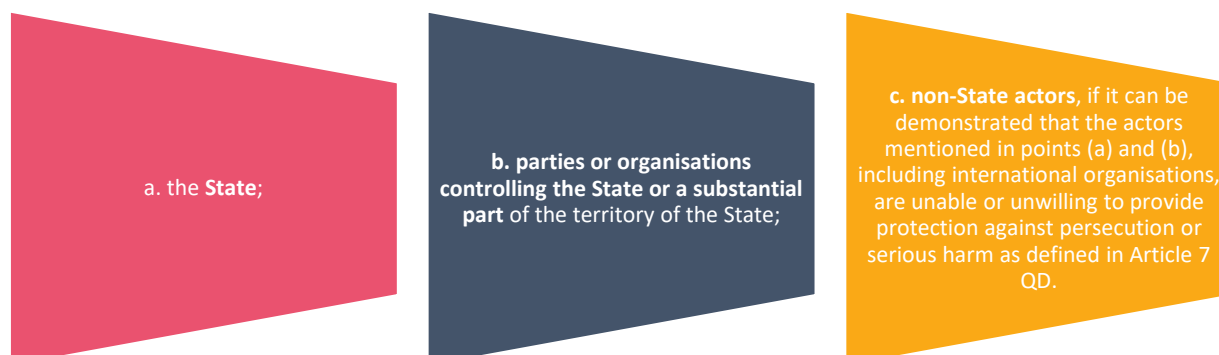 a. the State;
b. parties or organisations
controlling the State or a substantial
part of the territory of the State;
c. non-State actors, if it can be
demonstrated that the actors
mentioned in points (a) and (b),
including international organisations,
are unable or unwilling to provide
protection against persecution or
serious harm as defined in Article 7
QD.